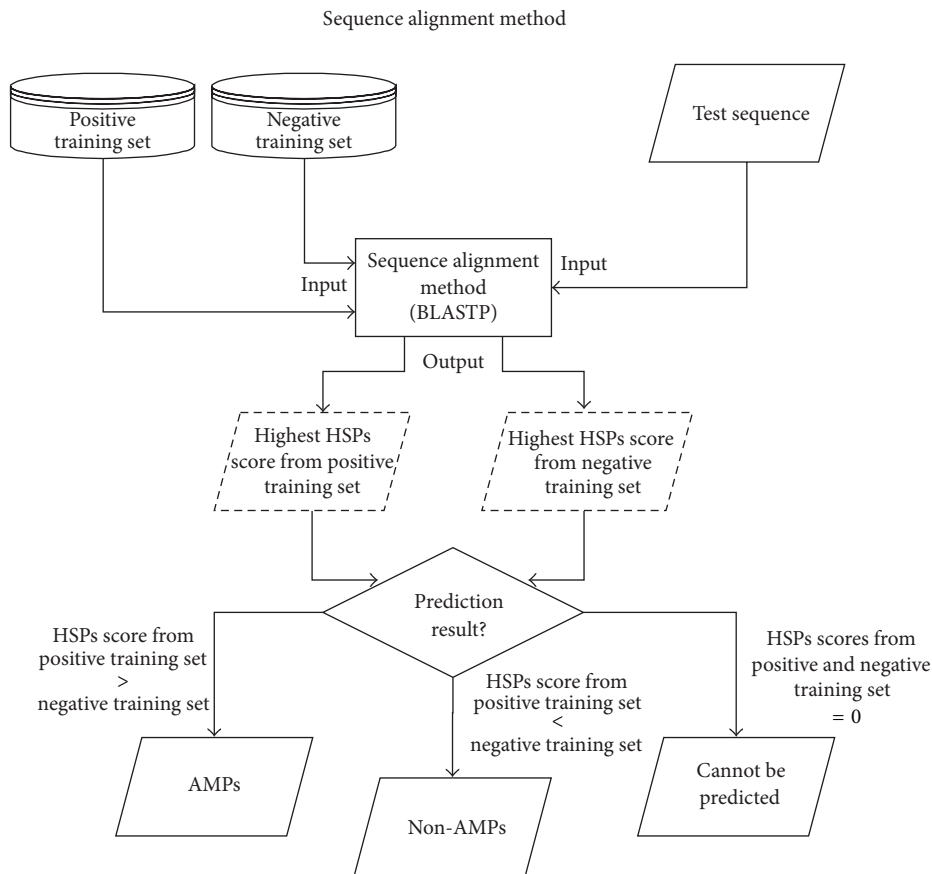 Sequence alignment method
Positive
training set
Negative
training set
Test sequence
Sequence alignment
method
(BLASTP)
Input
Input
Output
Highest HSPs
score from positive
training set
Highest HSPs score
from negative
training set
Prediction
result?
HSPs score from
positive training set
>
negative training set
HSPs score from
positive training set
<
negative training set
HSPs scores from
positive and negative
training set
= 0
AMPs
Non-AMPs
Cannot be
predicted